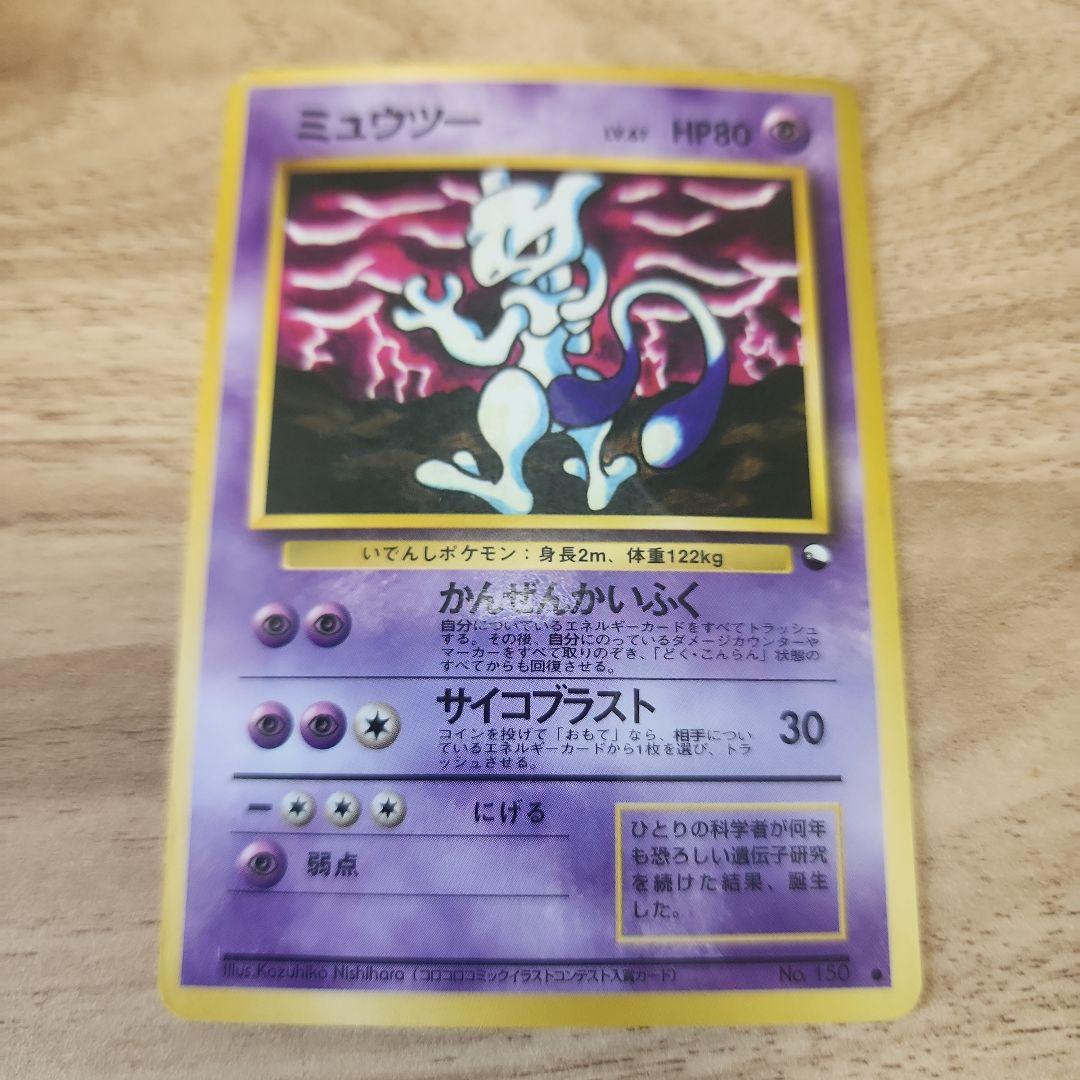 ミュウツー
LV.67 HP80
いでんしポケモン：身長2m、体重122kg
かんぜんかいふく
自分についているエネルギーカードをすべてトラッシュ
する。その後、自分にのっているダメージカウンターや
マーカーをすべて取りのぞき、「どく・こんらん」状態の
すべてからも回復させる。
サイコブラスト
コインを投げて「おもて」なら、相手につい
ているエネルギーカードから1枚を選び、トラ
ッシュさせる。
30
にげる
弱点
ひとりの科学者が何年
も恐ろしい遺伝子研究
を続けた結果、誕生
した。
Illus.Kazuhiko Nishihara（コロコロコミックイラストコンテスト入賞カード） No. 150